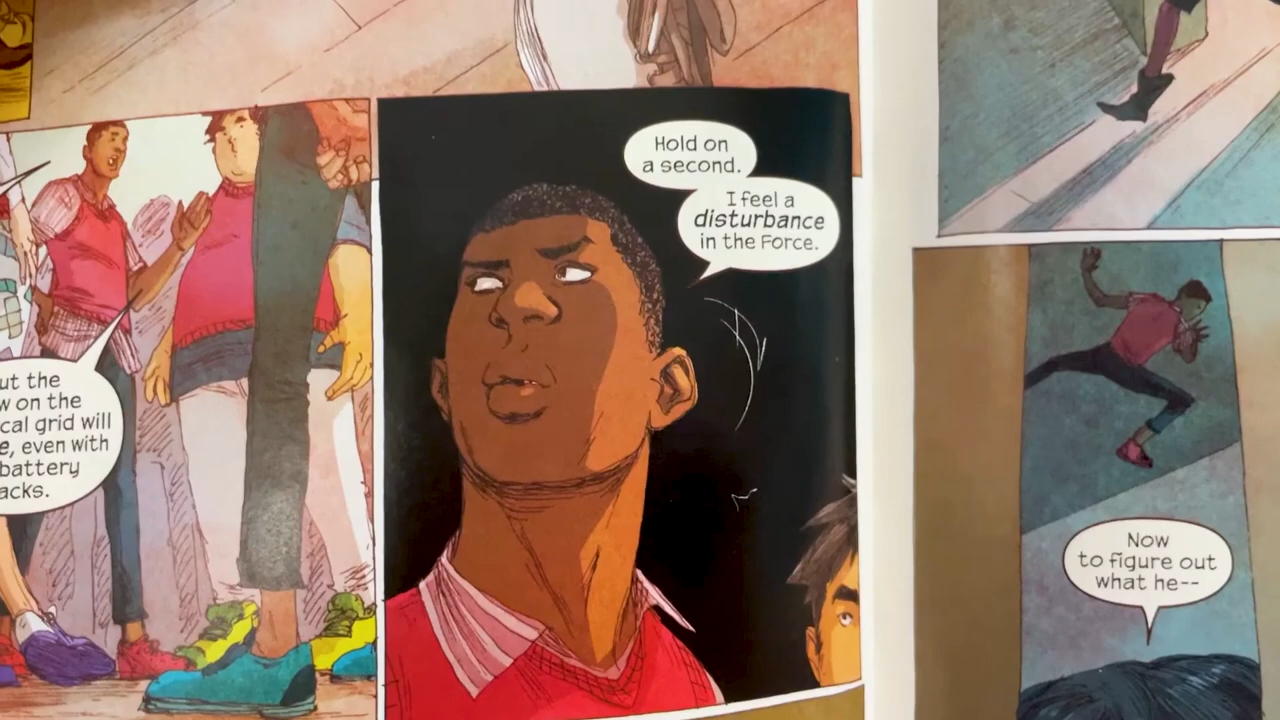 ut the
w on the
cal grid will
e, even with
battery
acks.
Hold on
a second.
I feel a
disturbance
in the Force.
Now
to figure out
what he--